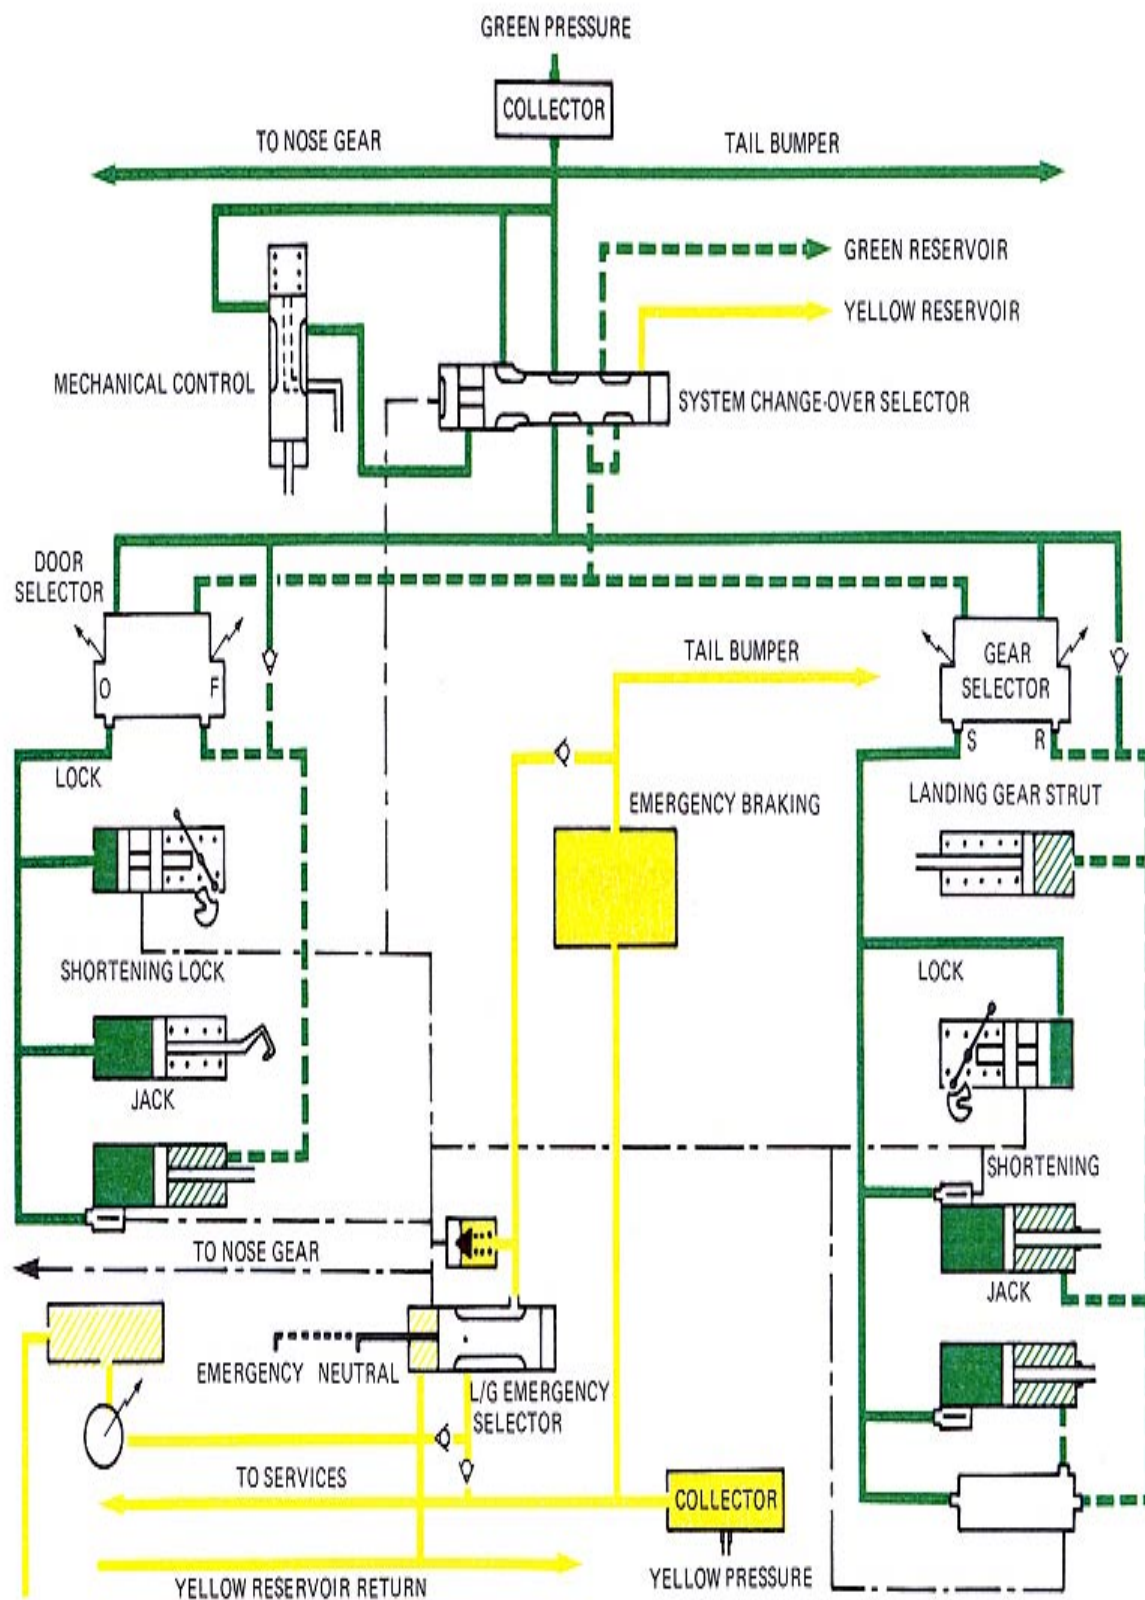 GREEN PRESSURE
COLLECTOR
TO NOSE GEAR
TAIL BUMPER
GREEN RESERVOIR
YELLOW RESERVOIR
MECHANICAL CONTROL
SYSTEM CHANGE-OVER SELECTOR
DOOR
SELECTOR
O
F
TAIL BUMPER
GEAR
SELECTOR
S
R
LOCK
EMERGENCY BRAKING
LANDING GEAR STRUT
SHORTENING LOCK
LOCK
JACK
SHORTENING
TO NOSE GEAR
JACK
EMERGENCY
NEUTRAL
L/G EMERGENCY
SELECTOR
TO SERVICES
COLLECTOR
YELLOW RESERVOIR RETURN
YELLOW PRESSURE